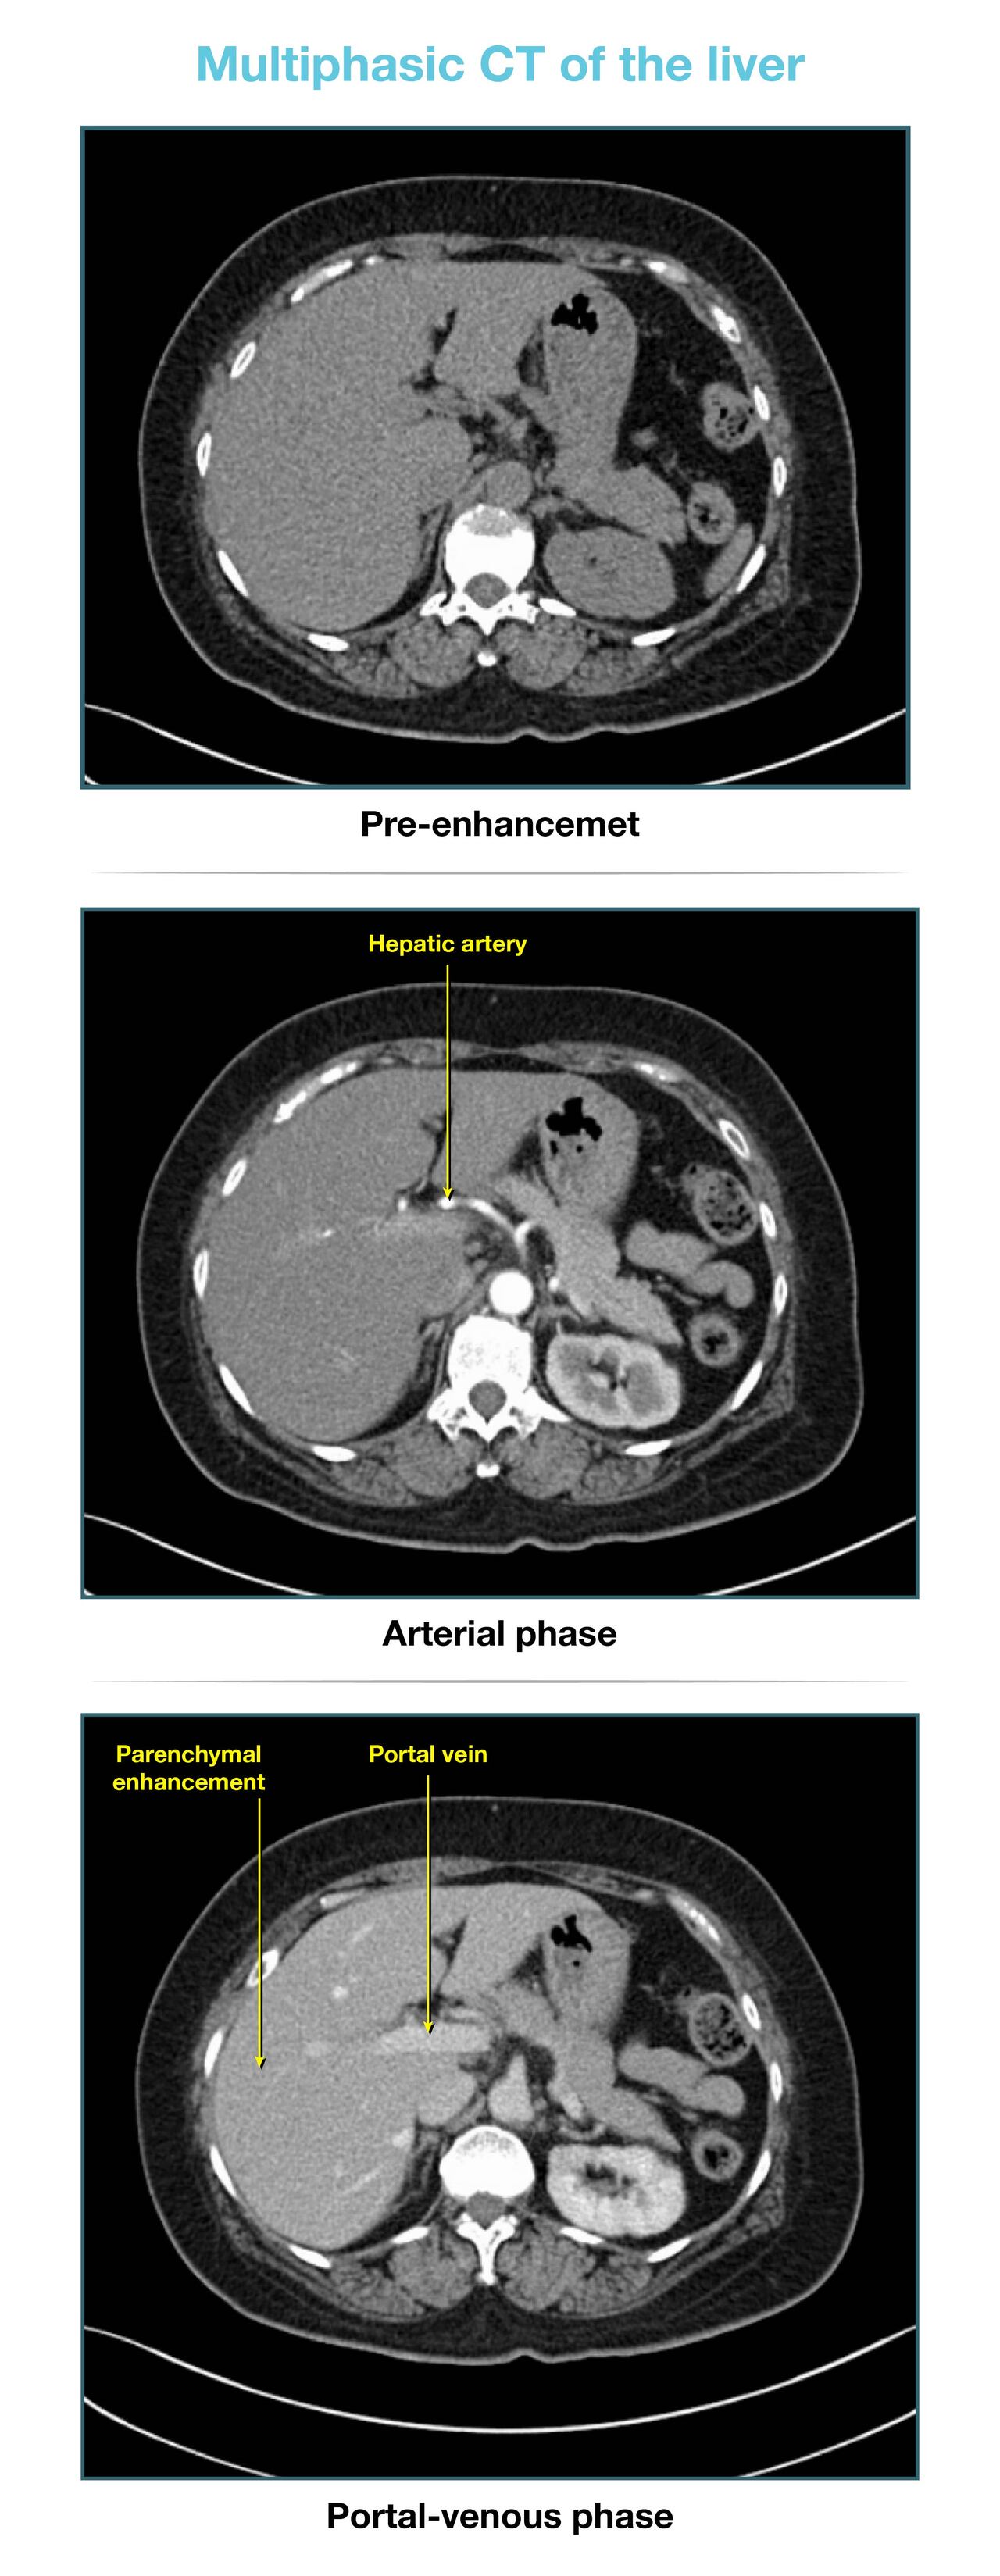 Multiphasic CT of the liver
Pre-enhancemet
Hepatic artery
Arterial phase
Parenchymal
enhancement
Portal vein
Portal-venous phase